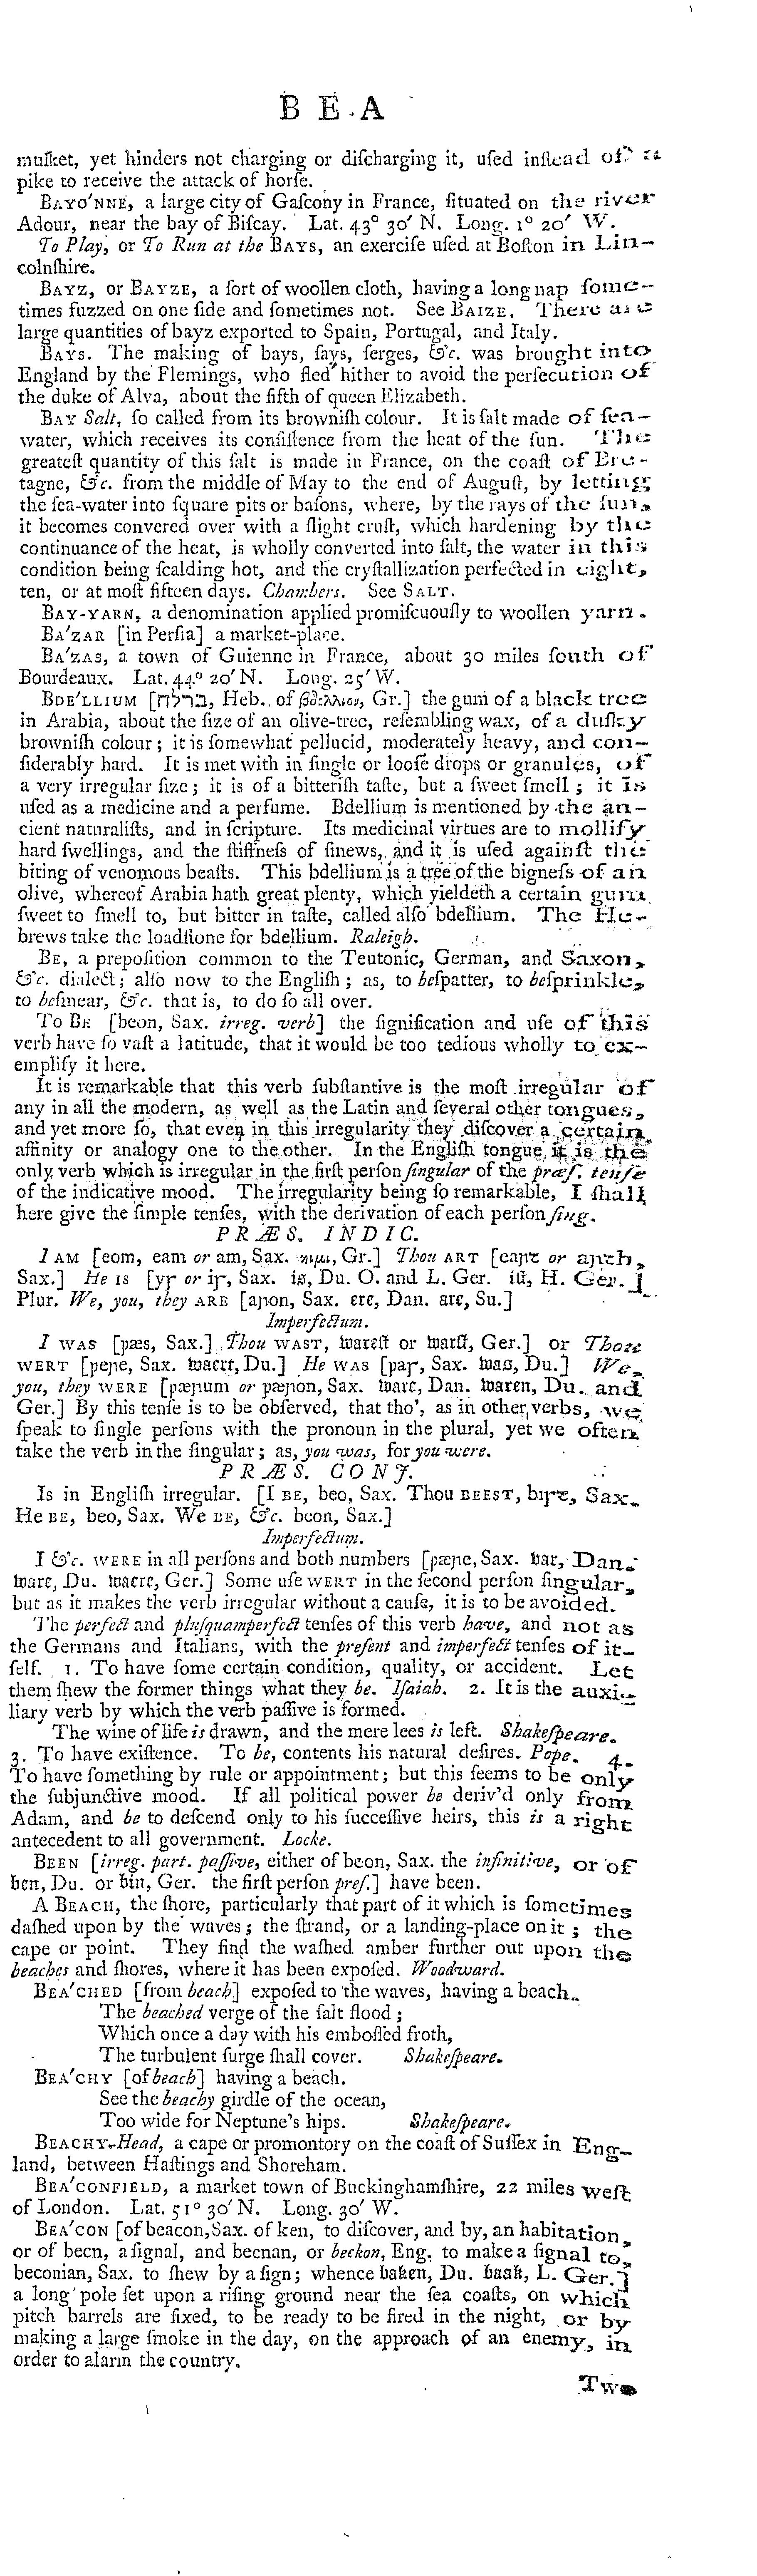 B E A
muſket, yet hinders not charging or diſcharging it, uſed inſtead of a
pike to receive the attack of horſe.
BAYO'NNE, a large city of Gaſcony in France, ſituated on the river
Adour, near the bay of Biſcay. Lat. 43° 30′ N. Long. 1° 20′ W.
To Play, or To Run at the BAYS, an exerciſe uſed at Boſton in Lin-
colnſhire.
BAYZ, or BAYZE, a ſort of woollen cloth, having a long nap ſome-
times fuzzed on one ſide and ſometimes not. See BAIZE. There are
large quantities of bayz exported to Spain, Portugal, and Italy.
BAYS. The making of bays, ſays, ſerges, &c. was brought into
England by the Flemings, who fled hither to avoid the perſecution of
the duke of Alva, about the fifth of queen Elizabeth.
BAY Salt, ſo called from its browniſh colour. It is ſalt made of ſea-
water, which receives its conſiſtence from the heat of the ſun. The
greateſt quantity of this ſalt is made in France, on the coaſt of Bre-
tagne, &c. from the middle of May to the end of Auguſt, by letting
the ſea-water into ſquare pits or baſons, where, by the rays of the ſun,
it becomes convered over with a ſlight cruſt, which hardening by the
continuance of the heat, is wholly converted into ſalt, the water in this
condition being ſcalding hot, and the cryſtallization perfected in eight,
ten, or at moſt fifteen days. Chambers. See SALT.
BAY-YARN, a denomination applied promiſcuouſly to woollen yarn.
BA'ZAR [in Perſia] a market-place.
BA'ZAS, a town of Guienne in France, about 30 miles ſouth of
Bourdeaux. Lat. 44° 20′ N. Long. 25′ W.
BDE'LLIUM [ברלח, Heb. of βδελλιον, Gr.] the gum of a black tree
in Arabia, about the ſize of an olive-tree, reſembling wax, of a duſky
browniſh colour; it is ſomewhat pellucid, moderately heavy, and con-
ſiderably hard. It is met with in ſingle or looſe drops or granules, of
a very irregular ſize; it is of a bitteriſh taſte, but a ſweet ſmell; it is
uſed as a medicine and a perfume. Bdellium is mentioned by the an-
cient naturaliſts, and in ſcripture. Its medicinal virtues are to mollify
hard ſwellings, and the ſtiffneſs of ſinews, and it is uſed againſt the
biting of venomous beaſts. This bdellium is a tree of the bigneſs of an
olive, whereof Arabia hath great plenty, which yieldeth a certain gum
ſweet to ſmell to, but bitter in taſte, called alſo bdellium. The He-
brews take the loadſtone for bdellium. Raleigh.
BE, a prepoſition common to the Teutonic, German, and Saxon,
&c. dialect; alſo now to the Engliſh; as, to beſpatter, to beſprinkle,
to beſmear, &c. that is, to do ſo all over.
To BE [beon, Sax. irreg. verb] the ſignification and uſe of this
verb have ſo vaſt a latitude, that it would be too tedious wholly to ex-
emplify it here.
It is remarkable that this verb ſubſtantive is the moſt irregular of
any in all the modern, as well as the Latin and ſeveral other tongues,
and yet more ſo, that even in this irregularity they diſcover a certain
affinity or analogy one to the other. In the Engliſh tongue it is the
only verb which is irregular in the firſt perſon ſingular of the præſ. tenſe
of the indicative mood. The irregularity being ſo remarkable, I ſhall
here give the ſimple tenſes, with the derivation of each perſon ſing.
PRÆS. INDIC.
I AM [eom, eam or am, Sax. ειμι, Gr.] Thou ART [eart or arth,
Sax.] He IS [ys or is, Sax. is, Du. O. and L. Ger. iſt, H. Ger.]
Plur. We, you, they ARE [aron, Sax. ere, Dan. are, Su.]
Imperfectum.
I WAS [pæs, Sax.] Thou WAST, wareſt or warſt, Ger.] or Thou
WERT [pere, Sax. waert, Du.] He WAS [pas, Sax. was, Du.] We,
you, they WERE [pærum or pæron, Sax. ware, Dan. waren, Du. and
Ger.] By this tenſe is to be obſerved, that tho', as in other verbs, we
ſpeak to ſingle perſons with the pronoun in the plural, yet we often
take the verb in the ſingular; as, you was, for you were.
PRÆS. CONJ.
Is in Engliſh irregular. [I BE, beo, Sax. Thou BEEST, biſt, Sax.
He BE, beo, Sax. We BE, &c. beon, Sax.]
Imperfectum.
I &c. WERE in all perſons and both numbers [pære, Sax. var, Dan.
ware, Du. waere, Ger.] Some uſe WERT in the ſecond perſon ſingular,
but as it makes the verb irregular without a cauſe, it is to be avoided.
The perfect and pluſquamperfect tenſes of this verb have, and not as
the Germans and Italians, with the preſent and imperfect tenſes of it-
ſelf. 1. To have ſome certain condition, quality, or accident. Let
them ſhew the former things what they be. Iſaiah. 2. It is the auxi-
liary verb by which the verb paſſive is formed.
The wine of life is drawn, and the mere lees is left. Shakeſpeare.
3. To have exiſtence. To be, contents his natural deſires. Pope. 4.
To have ſomething by rule or appointment; but this ſeems to be only
the ſubjunctive mood. If all political power be deriv'd only from
Adam, and be to deſcend only to his ſucceſſive heirs, this is a right
antecedent to all government. Locke.
BEEN [irreg. part. paſſive, either of beon, Sax. the infinitive, or of
ben, Du. or bin, Ger. the firſt perſon preſ.] have been.
A BEACH, the ſhore, particularly that part of it which is ſometimes
daſhed upon by the waves; the ſtrand, or a landing-place on it; the
cape or point. They find the waſhed amber further out upon the
beaches and ſhores, where it has been expoſed. Woodward.
BEA'CHED [from beach] expoſed to the waves, having a beach.
The beached verge of the ſalt flood;
Which once a day with his emboſſed froth,
The turbulent ſurge ſhall cover. Shakeſpeare.
BEA'CHY [of beach] having a beach.
See the beachy girdle of the ocean,
Too wide for Neptune's hips. Shakeſpeare.
BEACHY-Head, a cape or promontory on the coaſt of Suſſex in Eng-
land, between Haſtings and Shoreham.
BEA'CONFIELD, a market town of Buckinghamſhire, 22 miles weſt
of London. Lat. 51° 30′ N. Long. 30′ W.
BEA'CON [of beacon, Sax. of ken, to diſcover, and by, an habitation,
or of becn, a ſignal, and becnan, or beckon, Eng. to make a ſignal to,
beconian, Sax. to ſhew by a ſign; whence baken, Du. baak, L. Ger.]
a long pole ſet upon a riſing ground near the ſea coaſts, on which
pitch barrels are fixed, to be ready to be fired in the night, or by
making a large ſmoke in the day, on the approach of an enemy, in
order to alarm the country.
Two